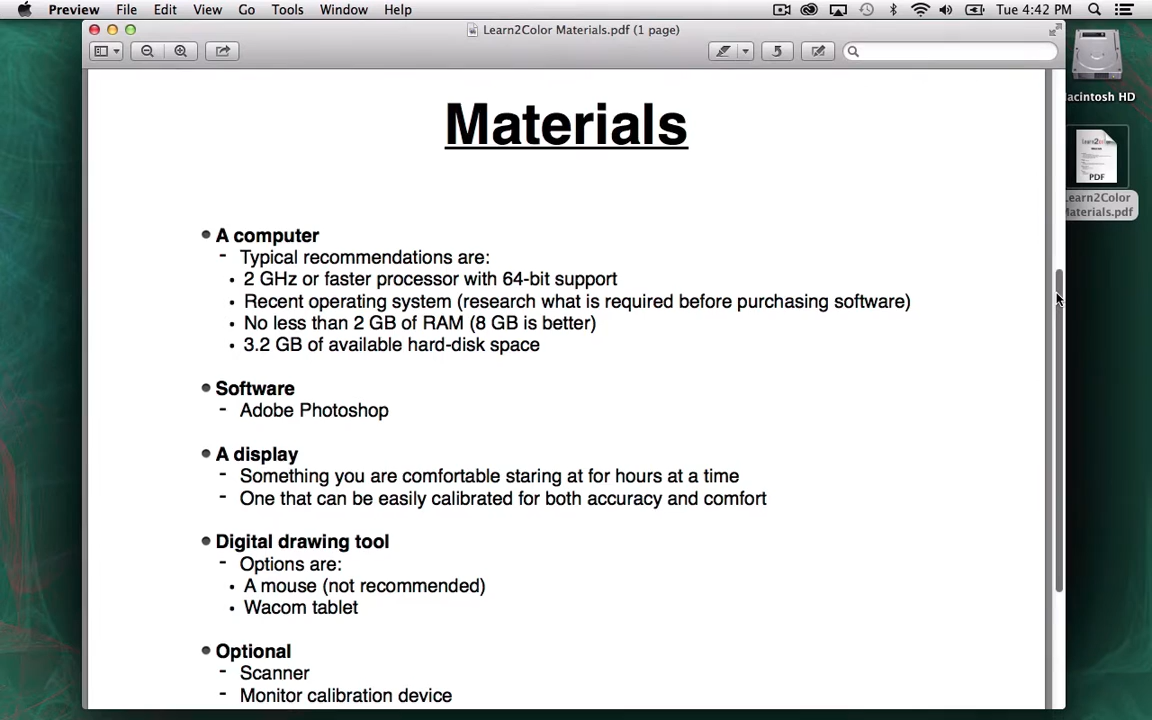 Preview File Edit View Go Tools Window Help Tue 4:42 PM
Learn2Color Materials.pdf (1 page)
5
acintosh HD
PDF
Learn2Color
Materials.pdf
Materials
A computer
- Typical recommendations are:
• 2 GHz or faster processor with 64-bit support
• Recent operating system (research what is required before purchasing software)
• No less than 2 GB of RAM (8 GB is better)
• 3.2 GB of available hard-disk space
Software
- Adobe Photoshop
A display
- Something you are comfortable staring at for hours at a time
- One that can be easily calibrated for both accuracy and comfort
Digital drawing tool
- Options are:
• A mouse (not recommended)
• Wacom tablet
Optional
- Scanner
- Monitor calibration device